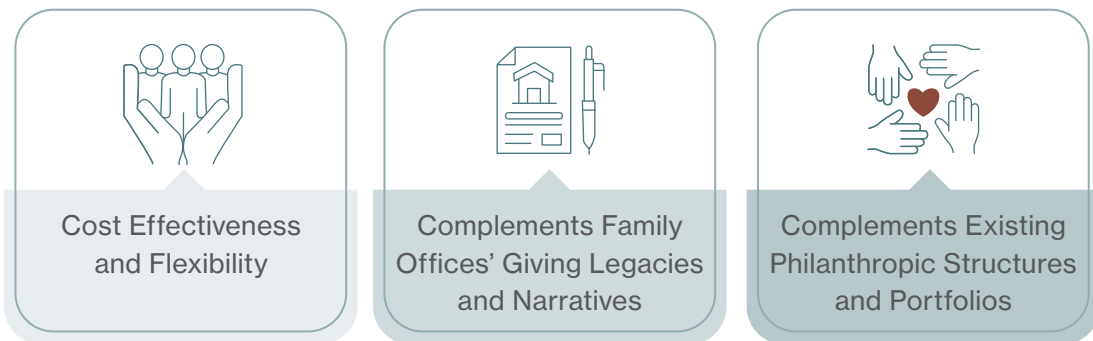 Cost Effectiveness
and Flexibility
Complements Family
Offices’ Giving Legacies
and Narratives
Complements Existing
Philanthropic Structures
and Portfolios